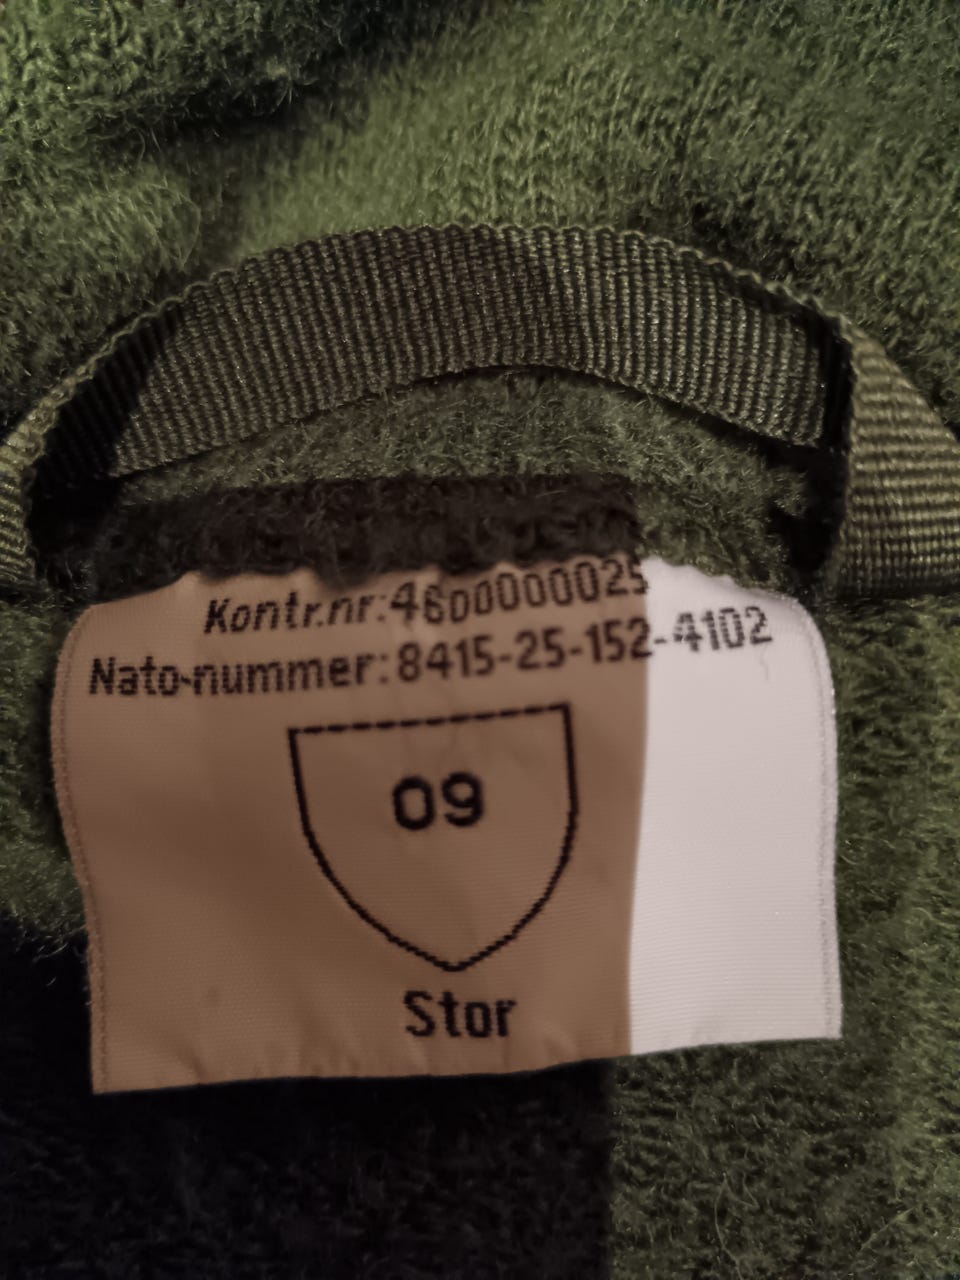 Kontr.nr:4600000025
Nato-nummer:8415-25-152-4102
09
Stor